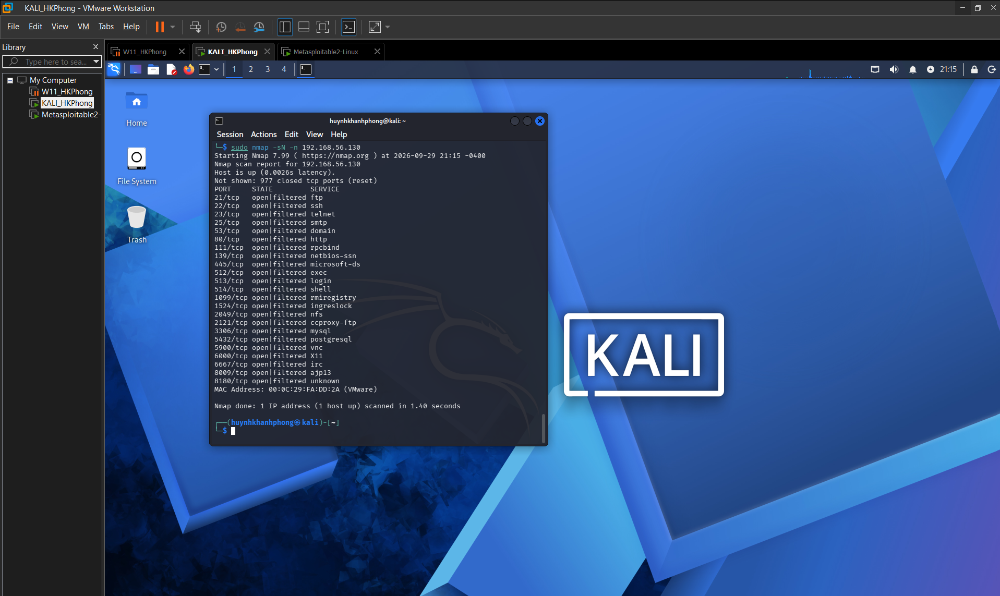 KALI_HKPhong - VMware Workstation
File Edit View VM Tabs Help
Library
Type here to sea...
My Computer
W11_HKPhong
KALI_HKPhong
Metasploitable2-
W11_HKPhong
KALI_HKPhong
Metasploitable2-Linux
1 2 3 4
21:15
Home
File System
Trash
huynhkhanhphong@kali: ~
Session Actions Edit View Help
└─$ sudo nmap -sN -n 192.168.56.130
Starting Nmap 7.99 ( https://nmap.org ) at 2026-09-29 21:15 -0400
Nmap scan report for 192.168.56.130
Host is up (0.0026s latency).
Not shown: 977 closed tcp ports (reset)
PORT STATE SERVICE
21/tcp open|filtered ftp
22/tcp open|filtered ssh
23/tcp open|filtered telnet
25/tcp open|filtered smtp
53/tcp open|filtered domain
80/tcp open|filtered http
111/tcp open|filtered rpcbind
139/tcp open|filtered netbios-ssn
445/tcp open|filtered microsoft-ds
512/tcp open|filtered exec
513/tcp open|filtered login
514/tcp open|filtered shell
1099/tcp open|filtered rmiregistry
1524/tcp open|filtered ingreslock
2049/tcp open|filtered nfs
2121/tcp open|filtered ccproxy-ftp
3306/tcp open|filtered mysql
5432/tcp open|filtered postgresql
5900/tcp open|filtered vnc
6000/tcp open|filtered X11
6667/tcp open|filtered irc
8009/tcp open|filtered ajp13
8180/tcp open|filtered unknown
MAC Address: 00:0C:29:FA:DD:2A (VMware)
Nmap done: 1 IP address (1 host up) scanned in 1.40 seconds
┌──(huynhkhanhphong㉿kali)-[~]
└─$
KALI